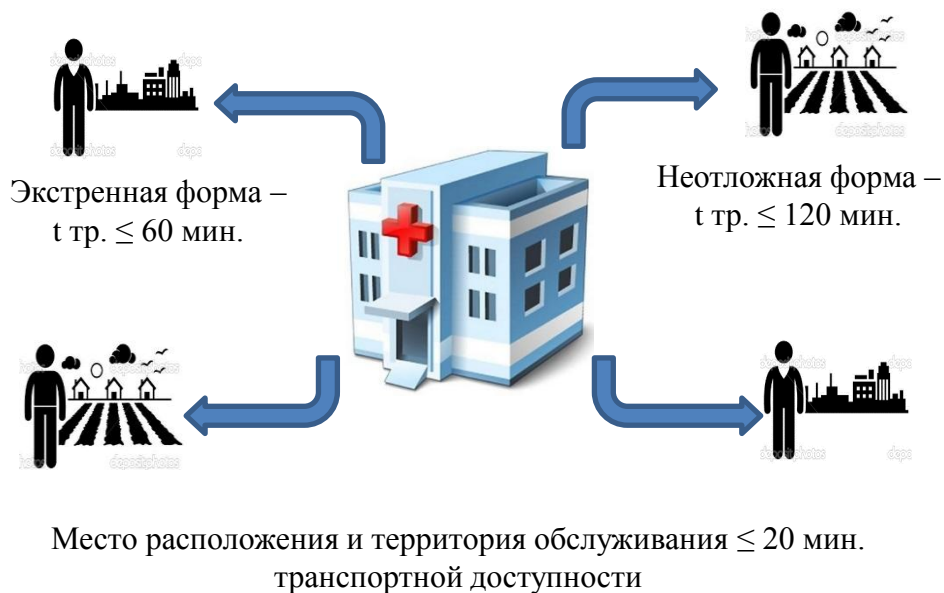 Экстренная форма –
t тр. ≤ 60 мин.
Неотложная форма –
t тр. ≤ 120 мин.
Место расположения и территория обслуживания ≤ 20 мин.
транспортной доступности